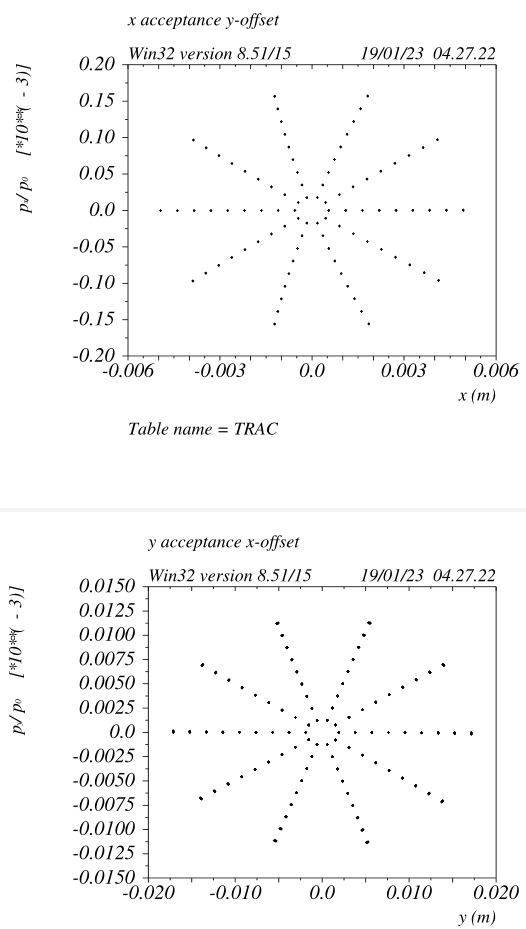 x acceptance y-offset
Win32 version 8.51/15 19/01/23 04.27.22
pₓ/ p₀ [*10**( - 3)]
0.20
0.15
0.10
0.05
0.0
-0.05
-0.10
-0.15
-0.20
-0.006 -0.003 0.0 0.003 0.006
x (m)
Table name = TRAC
y acceptance x-offset
Win32 version 8.51/15 19/01/23 04.27.22
pᵧ/ p₀ [*10**( - 3)]
0.0150
0.0125
0.0100
0.0075
0.0050
0.0025
0.0
-0.0025
-0.0050
-0.0075
-0.0100
-0.0125
-0.0150
-0.020 -0.010 0.0 0.010 0.020
y (m)